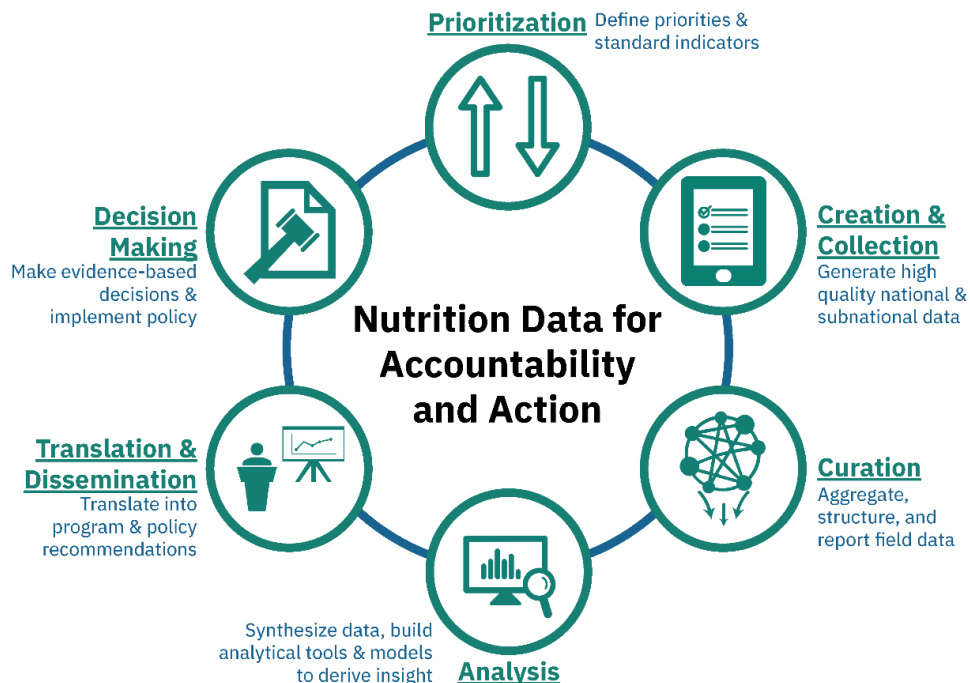 Prioritization
Define priorities &
standard indicators
Creation &
Collection
Generate high
quality national &
subnational data
Curation
Aggregate,
structure, and
report field data
Analysis
Synthesize data, build
analytical tools & models
to derive insight
Translation &
Dissemination
Translate into
program & policy
recommendations
Decision
Making
Make evidence-based
decisions &
implement policy
Nutrition Data for
Accountability
and Action